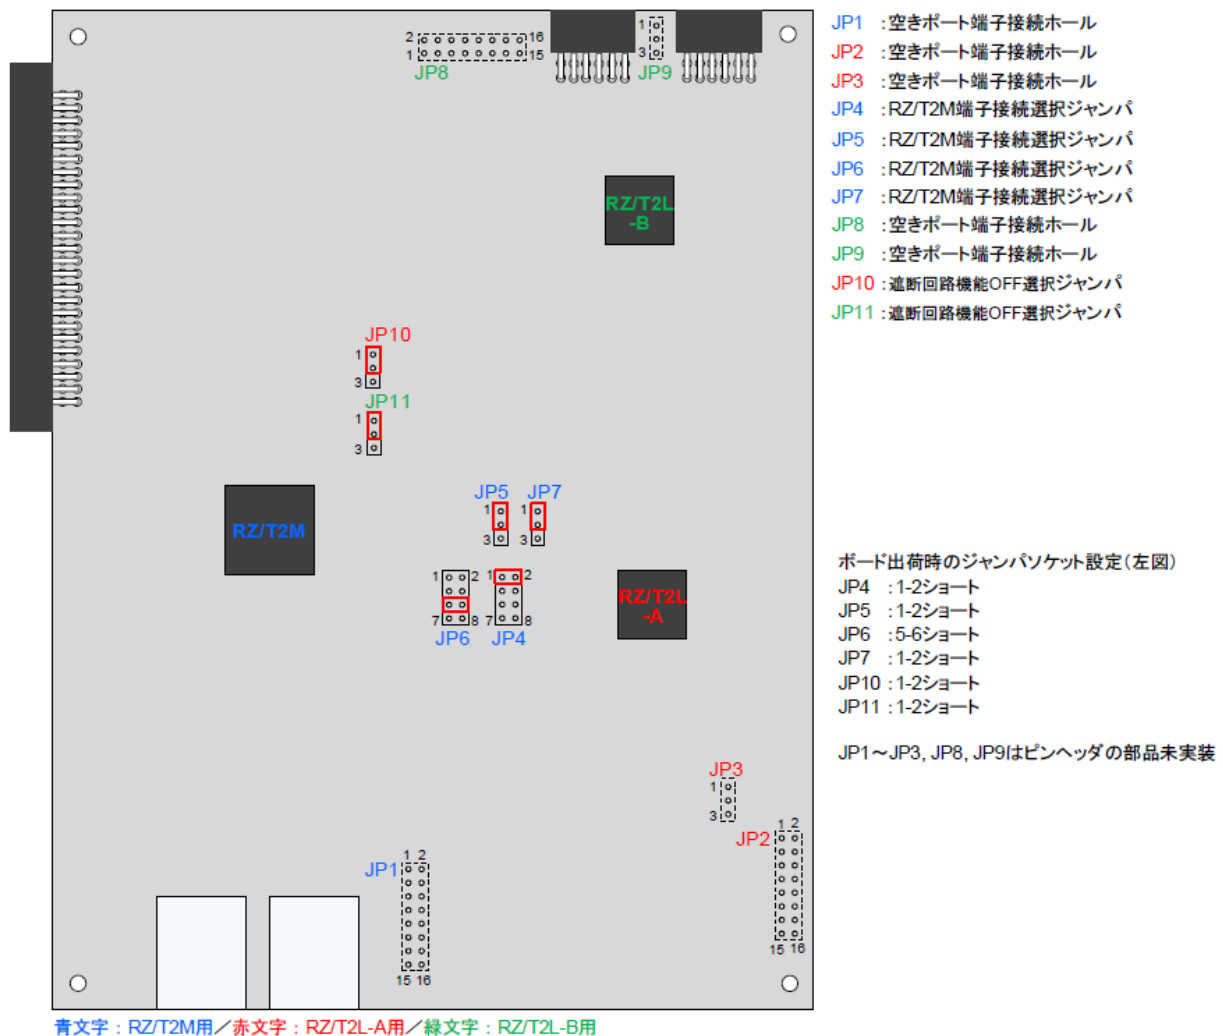 2
16
1
15
JP8
1
3
JP9
RZ/T2L
-B
JP10
1
3
JP11
1
3
RZ/T2M
JP5
JP7
1
1
3
3
1
2
1
2
7
8
7
8
JP6
JP4
RZ/T2L
-A
JP3
1
3
1 2
JP2
15 16
1 2
JP1
15 16
JP1 :空きポート端子接続ホール
JP2 :空きポート端子接続ホール
JP3 :空きポート端子接続ホール
JP4 :RZ/T2M端子接続選択ジャンパ
JP5 :RZ/T2M端子接続選択ジャンパ
JP6 :RZ/T2M端子接続選択ジャンパ
JP7 :RZ/T2M端子接続選択ジャンパ
JP8 :空きポート端子接続ホール
JP9 :空きポート端子接続ホール
JP10 :遮断回路機能OFF選択ジャンパ
JP11 :遮断回路機能OFF選択ジャンパ
ボード出荷時のジャンパソケット設定(左図)
JP4 :1-2ショート
JP5 :1-2ショート
JP6 :5-6ショート
JP7 :1-2ショート
JP10 :1-2ショート
JP11 :1-2ショート
JP1～JP3, JP8, JP9はピンヘッダの部品未実装
青文字：RZ/T2M用／赤文字：RZ/T2L-A用／緑文字：RZ/T2L-B用